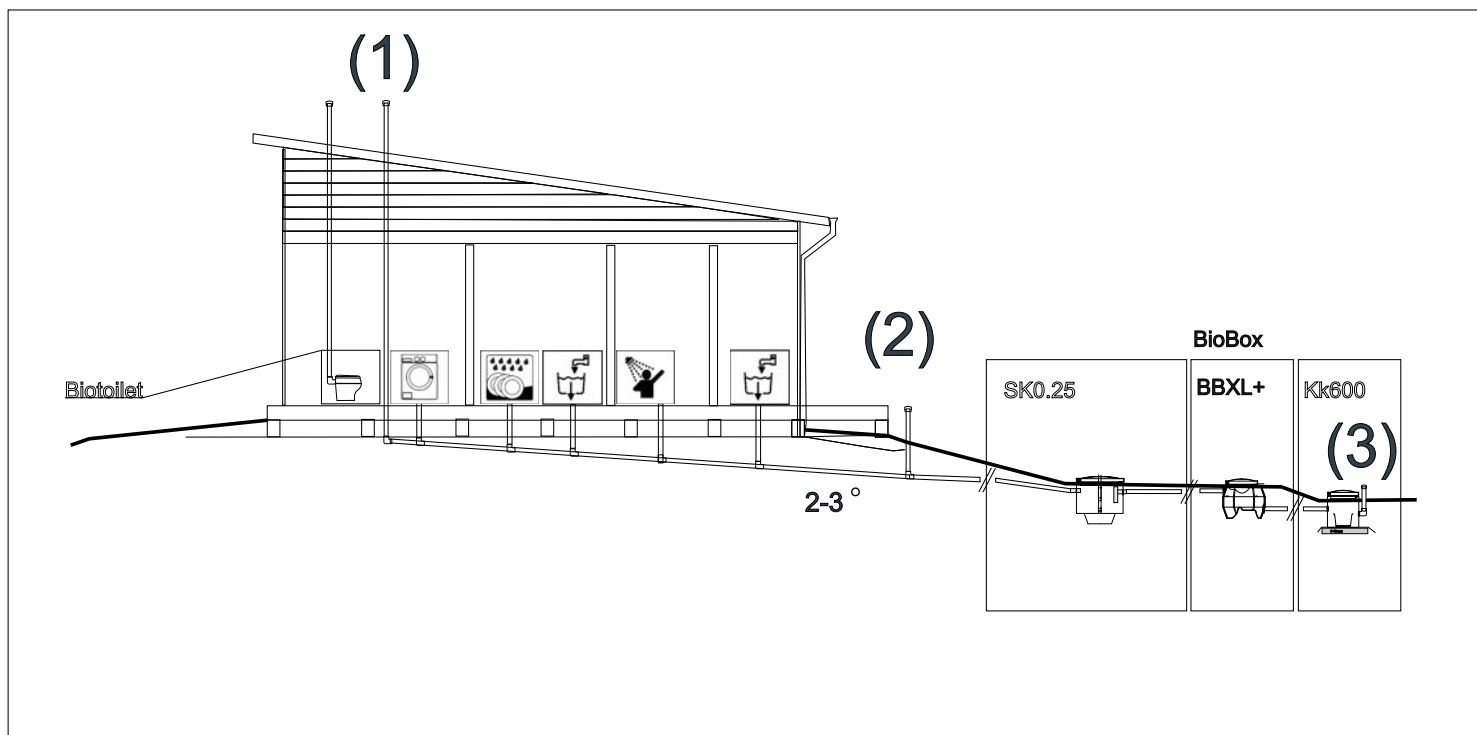 (1)
Biotoilet
(2)
2-3 °
BioBox
SK0.25
BBXL+
Kk600
(3)